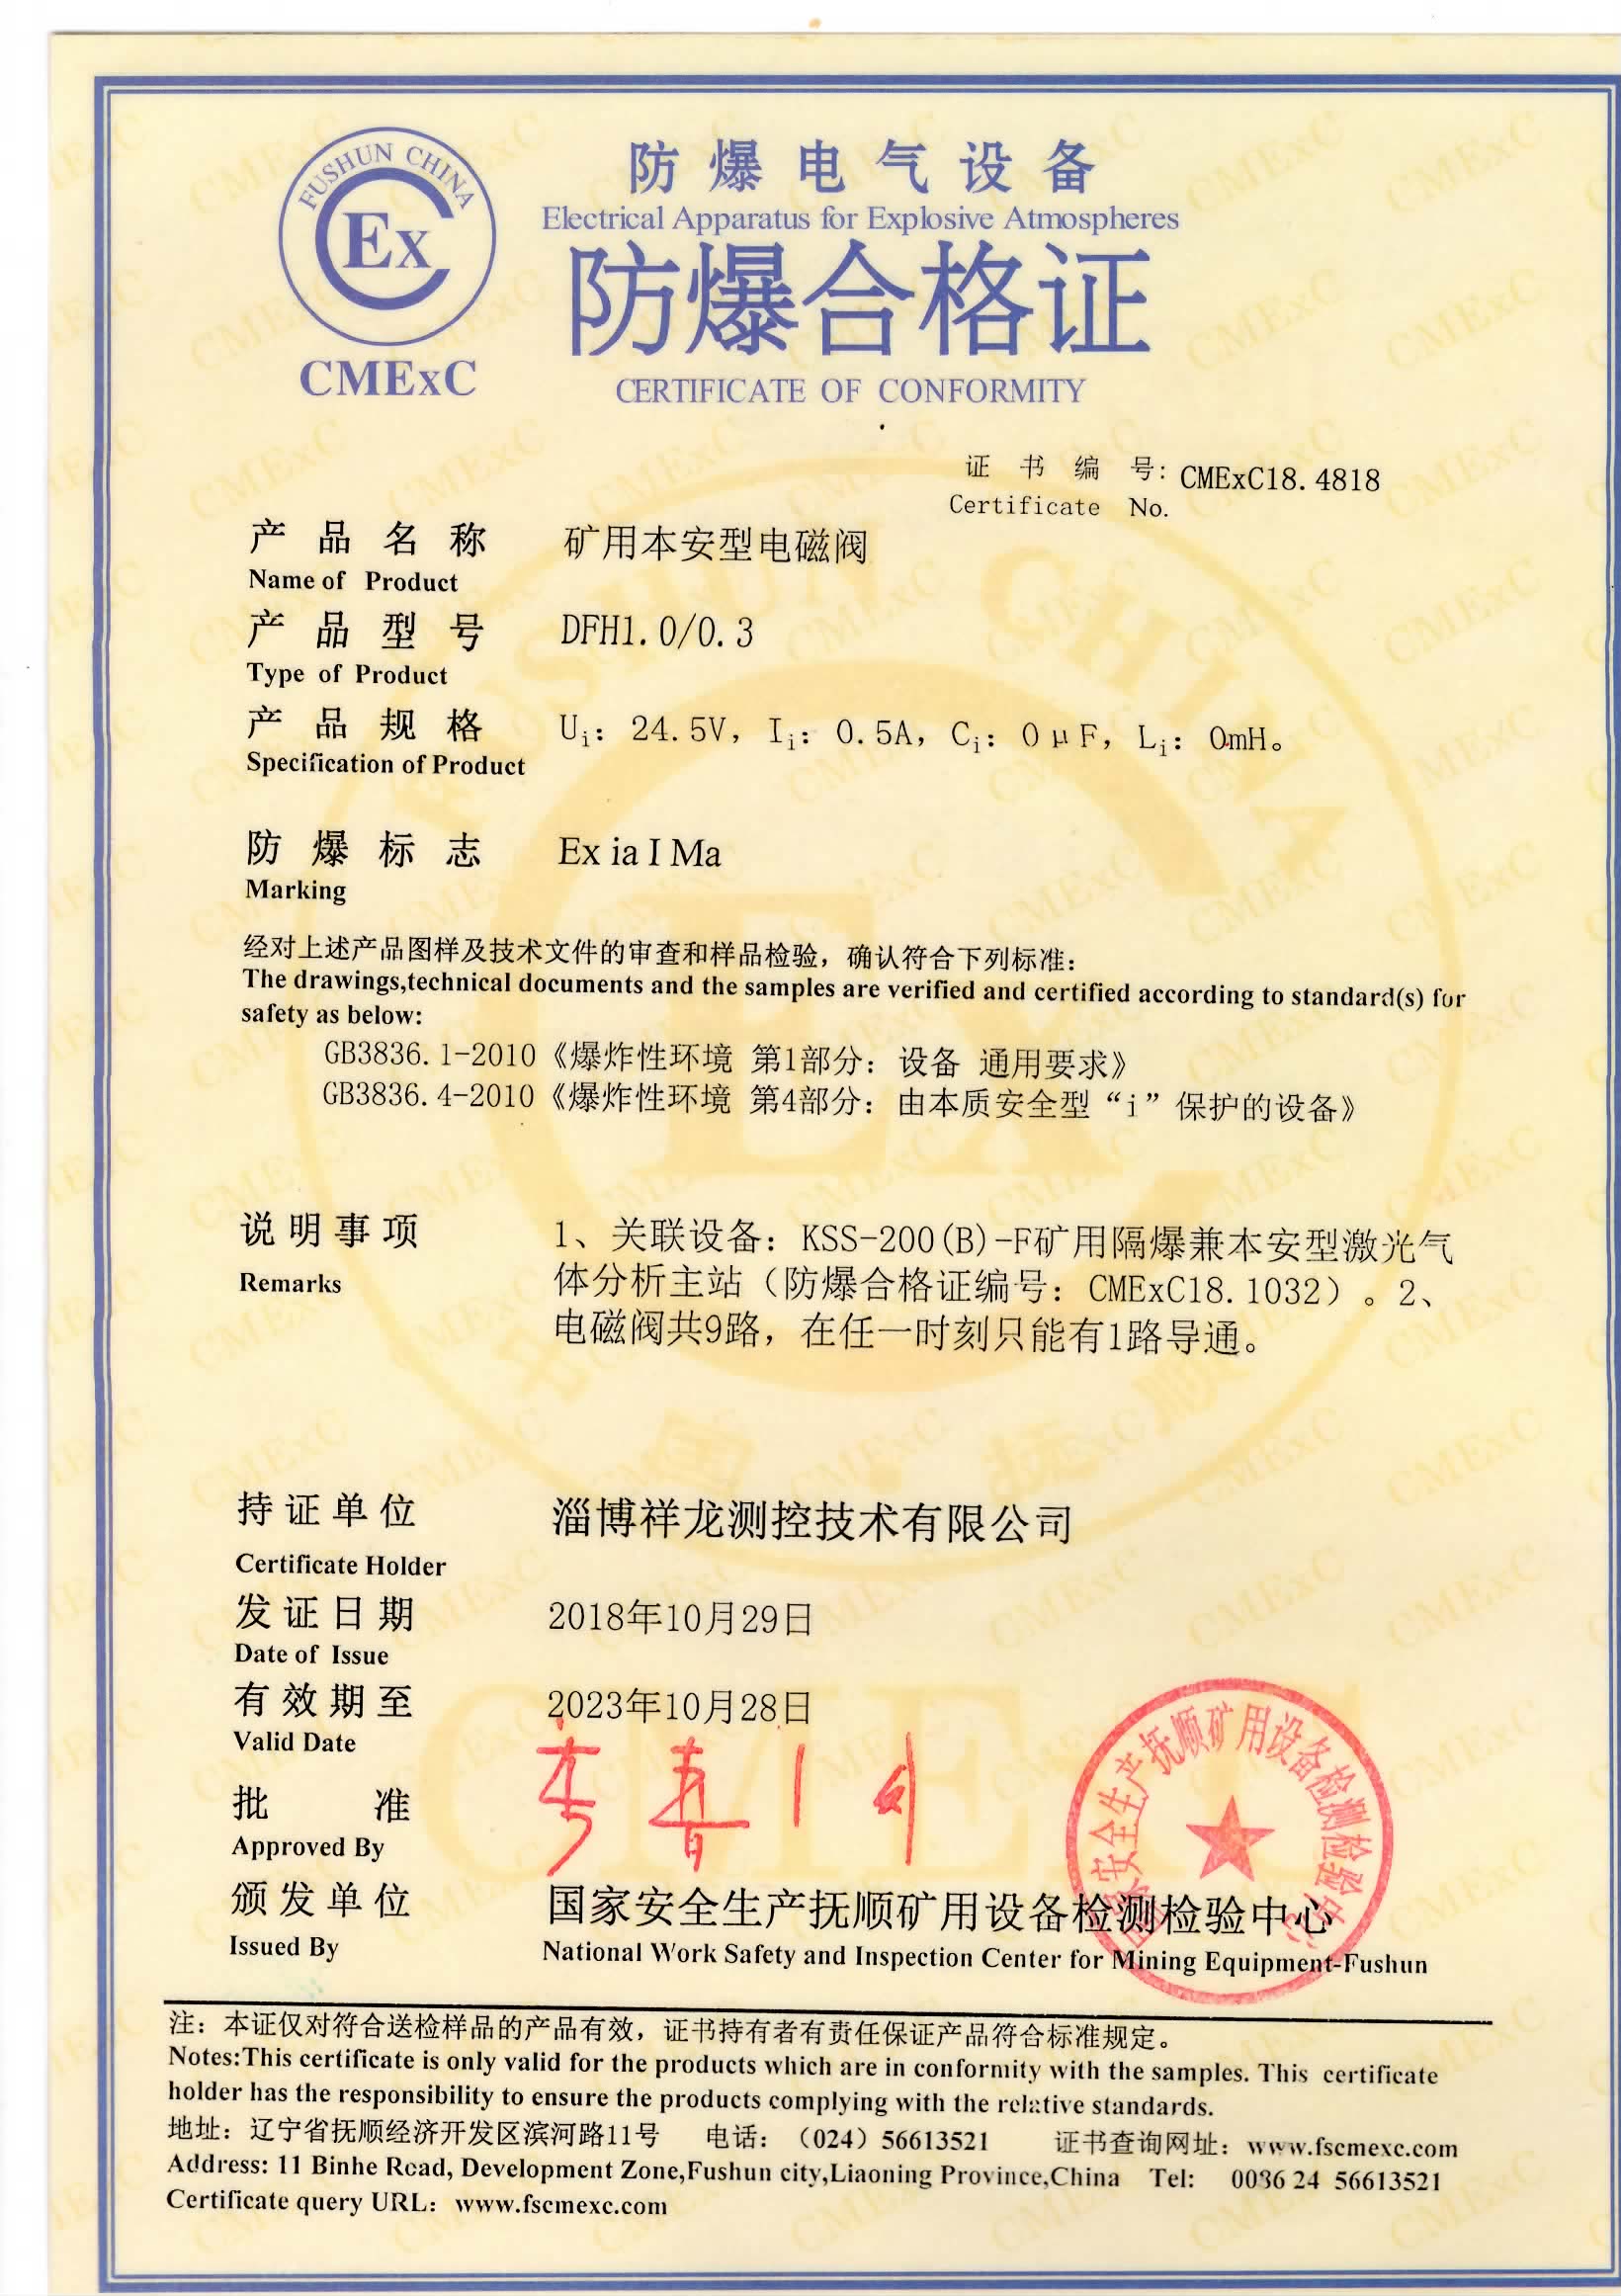 FUSHUN CHINA
Ex
CMExC
防爆电气设备
Electrical Apparatus for Explosive Atmospheres
防爆合格证
CERTIFICATE OF CONFORMITY
证书编号: CMExC18.4818
Certificate No.
产品名称 矿用本安型电磁阀
Name of Product
产品型号 DFH1.0/0.3
Type of Product
产品规格 Ui: 24.5V, Ii: 0.5A, Ci: 0μF, Li: 0mH。
Specification of Product
防爆标志 Ex ia I Ma
Marking
经对上述产品图样及技术文件的审查和样品检验，确认符合下列标准：
The drawings,technical documents and the samples are verified and certified according to standard(s) for
safety as below:
GB3836.1-2010《爆炸性环境 第1部分：设备 通用要求》
GB3836.4-2010《爆炸性环境 第4部分：由本质安全型“i”保护的设备》
说明事项 1、关联设备：KSS-200(B)-F矿用隔爆兼本安型激光气
Remarks
体分析主站（防爆合格证编号：CMExC18.1032）。2、
电磁阀共9路，在任一时刻只能有1路导通。
持证单位 淄博祥龙测控技术有限公司
Certificate Holder
发证日期 2018年10月29日
Date of Issue
有效期至 2023年10月28日
Valid Date
批准
Approved By
颁发单位 国家安全生产抚顺矿用设备检测检验中心
Issued By National Work Safety and Inspection Center for Mining Equipment-Fushun
国家安全生产抚顺矿用设备检测检验中心
注：本证仅对符合送检样品的产品有效，证书持有者有责任保证产品符合标准规定。
Notes:This certificate is only valid for the products which are in conformity with the samples. This certificate
holder has the responsibility to ensure the products complying with the relative standards.
地址：辽宁省抚顺经济开发区滨河路11号 电话：（024）56613521 证书查询网址：www.fscmexc.com
Address: 11 Binhe Road, Development Zone,Fushun city,Liaoning Province,China Tel: 0086 24 56613521
Certificate query URL: www.fscmexc.com